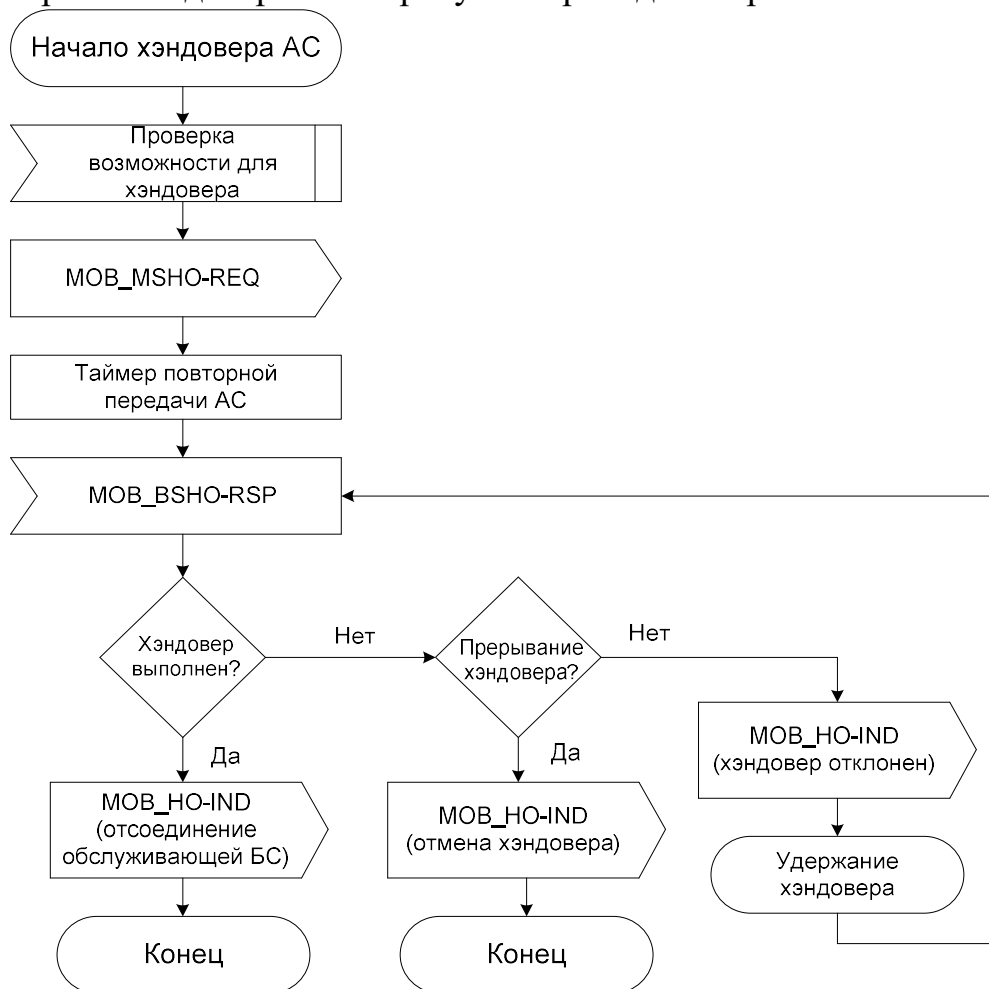 Начало хэндовера АС
Проверка
возможности для
хэндовера
MOB_MSHO-REQ
Таймер повторной
передачи АС
MOB_BSHO-RSP
Хэндовер
выполнен?
Нет
Прерывание
хэндовера?
Нет
Да
Да
MOB_HO-IND
(хэндовер отклонен)
MOB_HO-IND
(отсоединение
обслуживающей БС)
MOB_HO-IND
(отмена хэндовера)
Удержание
хэндовера
Конец
Конец